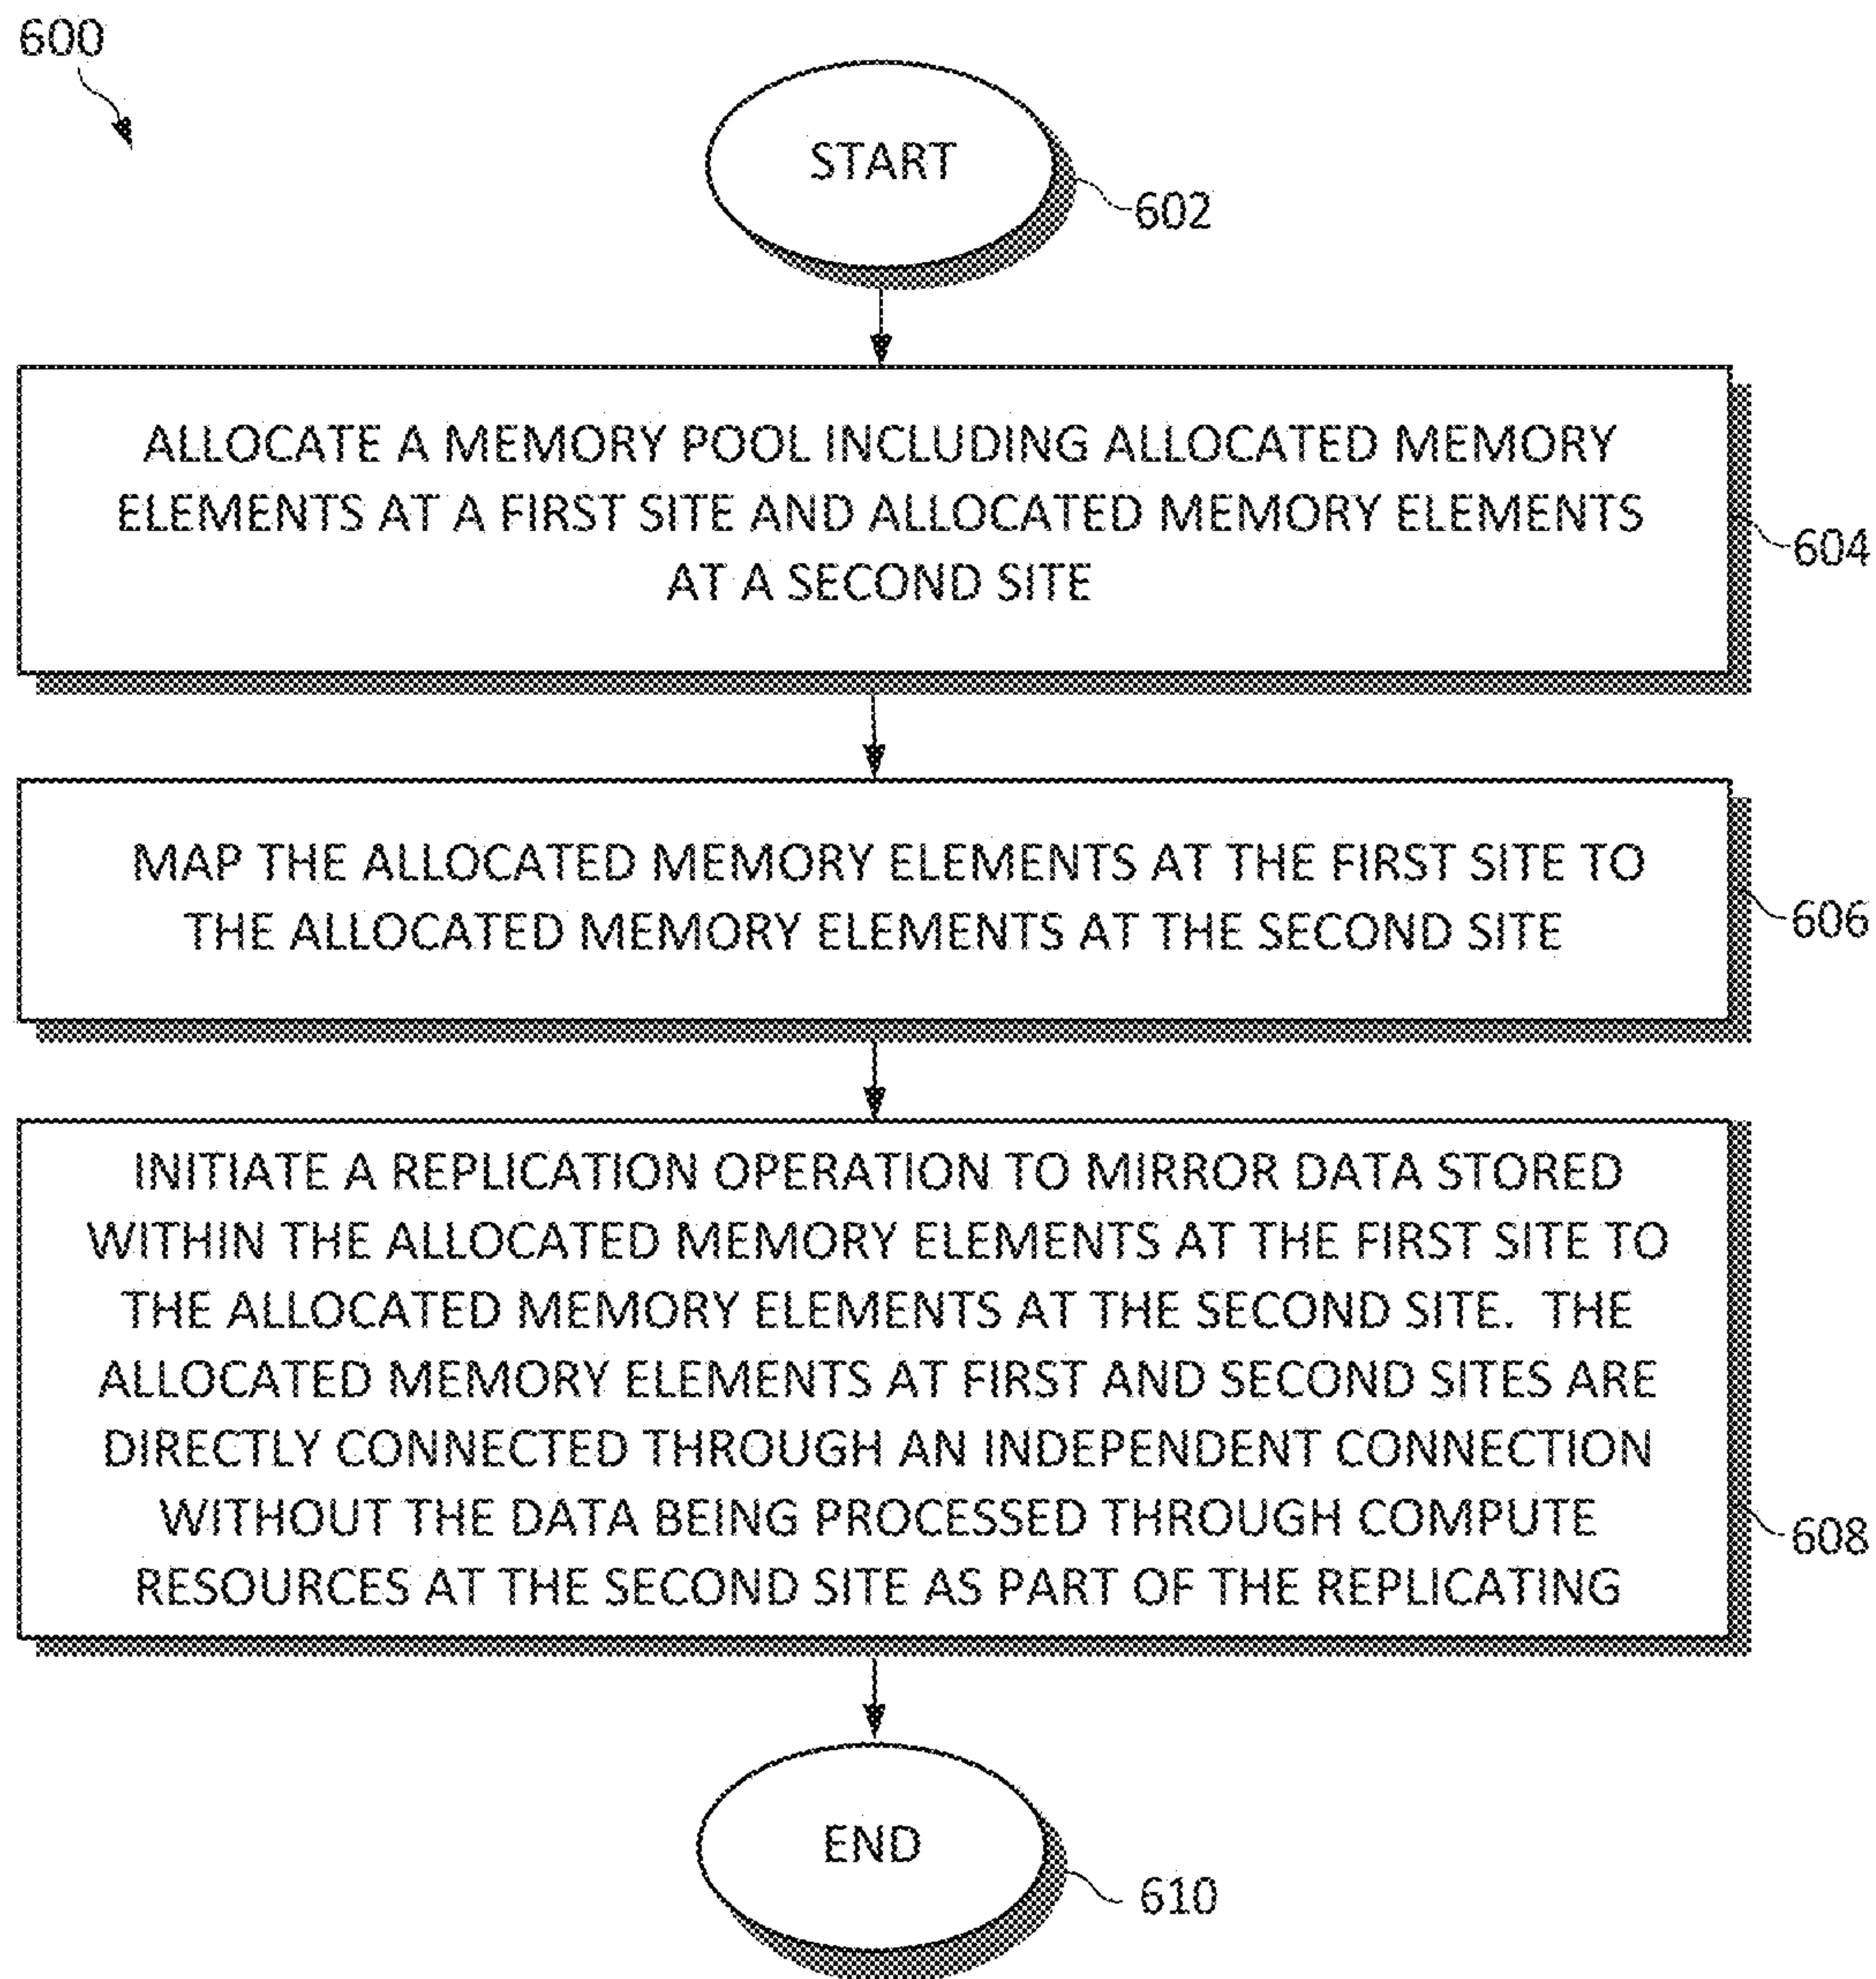 600
START
602
ALLOCATE A MEMORY POOL INCLUDING ALLOCATED MEMORY
ELEMENTS AT A FIRST SITE AND ALLOCATED MEMORY ELEMENTS
AT A SECOND SITE
604
MAP THE ALLOCATED MEMORY ELEMENTS AT THE FIRST SITE TO
THE ALLOCATED MEMORY ELEMENTS AT THE SECOND SITE
606
INITIATE A REPLICATION OPERATION TO MIRROR DATA STORED
WITHIN THE ALLOCATED MEMORY ELEMENTS AT THE FIRST SITE TO
THE ALLOCATED MEMORY ELEMENTS AT THE SECOND SITE. THE
ALLOCATED MEMORY ELEMENTS AT FIRST AND SECOND SITES ARE
DIRECTLY CONNECTED THROUGH AN INDEPENDENT CONNECTION
WITHOUT THE DATA BEING PROCESSED THROUGH COMPUTE
RESOURCES AT THE SECOND SITE AS PART OF THE REPLICATING
608
END
610